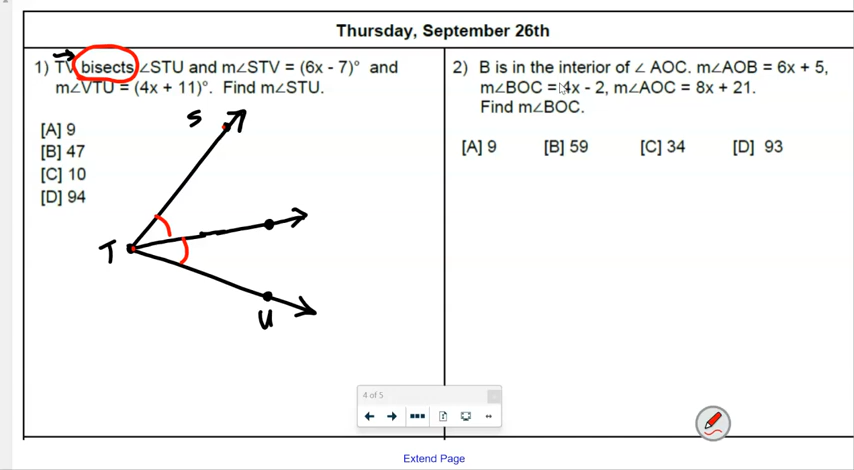 Thursday, September 26th
1) TV bisects ∠STU and m∠STV = (6x - 7)° and
m∠VTU = (4x + 11)°. Find m∠STU.
[A] 9
[B] 47
[C] 10
[D] 94
S
T
U
2) B is in the interior of ∠ AOC. m∠AOB = 6x + 5,
m∠BOC = 4x - 2, m∠AOC = 8x + 21.
Find m∠BOC.
[A] 9 [B] 59 [C] 34 [D] 93
4 of 5
Extend Page